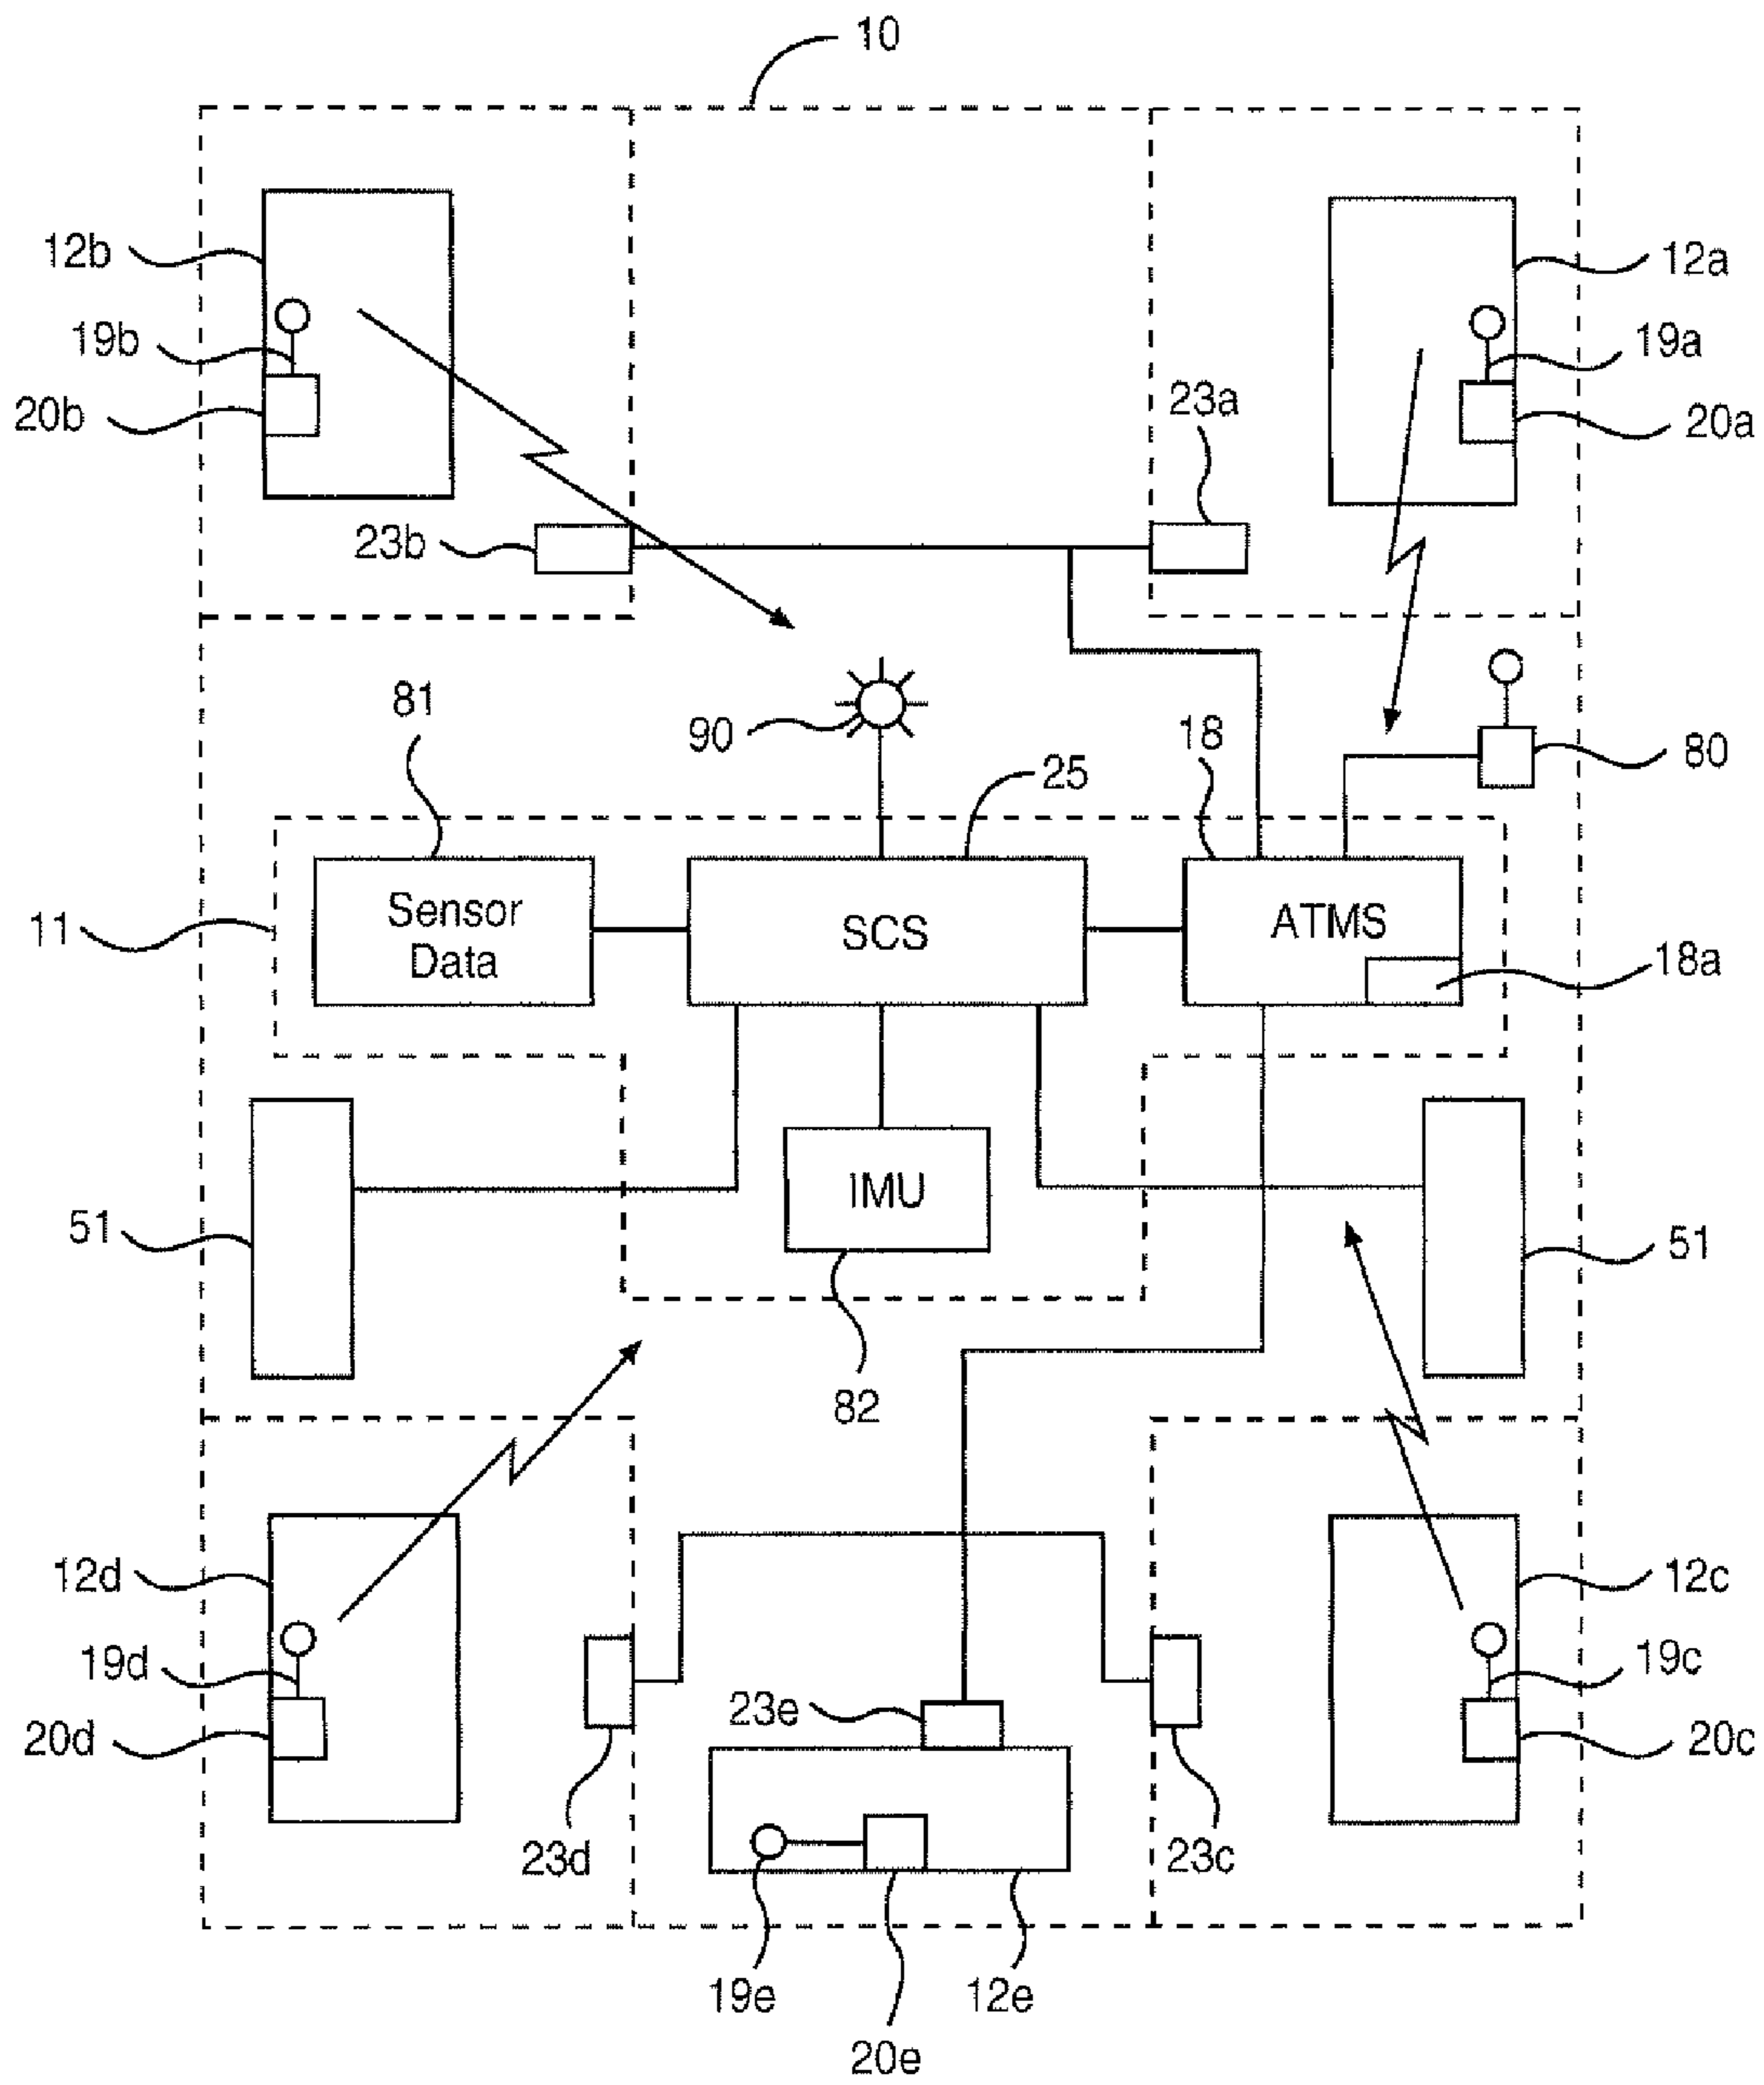 10
12b
12a
19b
19a
20b
23a
20a
23b
81
90
18
80
25
11
Sensor
Data
SCS
ATMS
18a
IMU
51
51
82
12d
12c
19d
19c
23e
20d
20c
23d
23c
19e
12e
20e